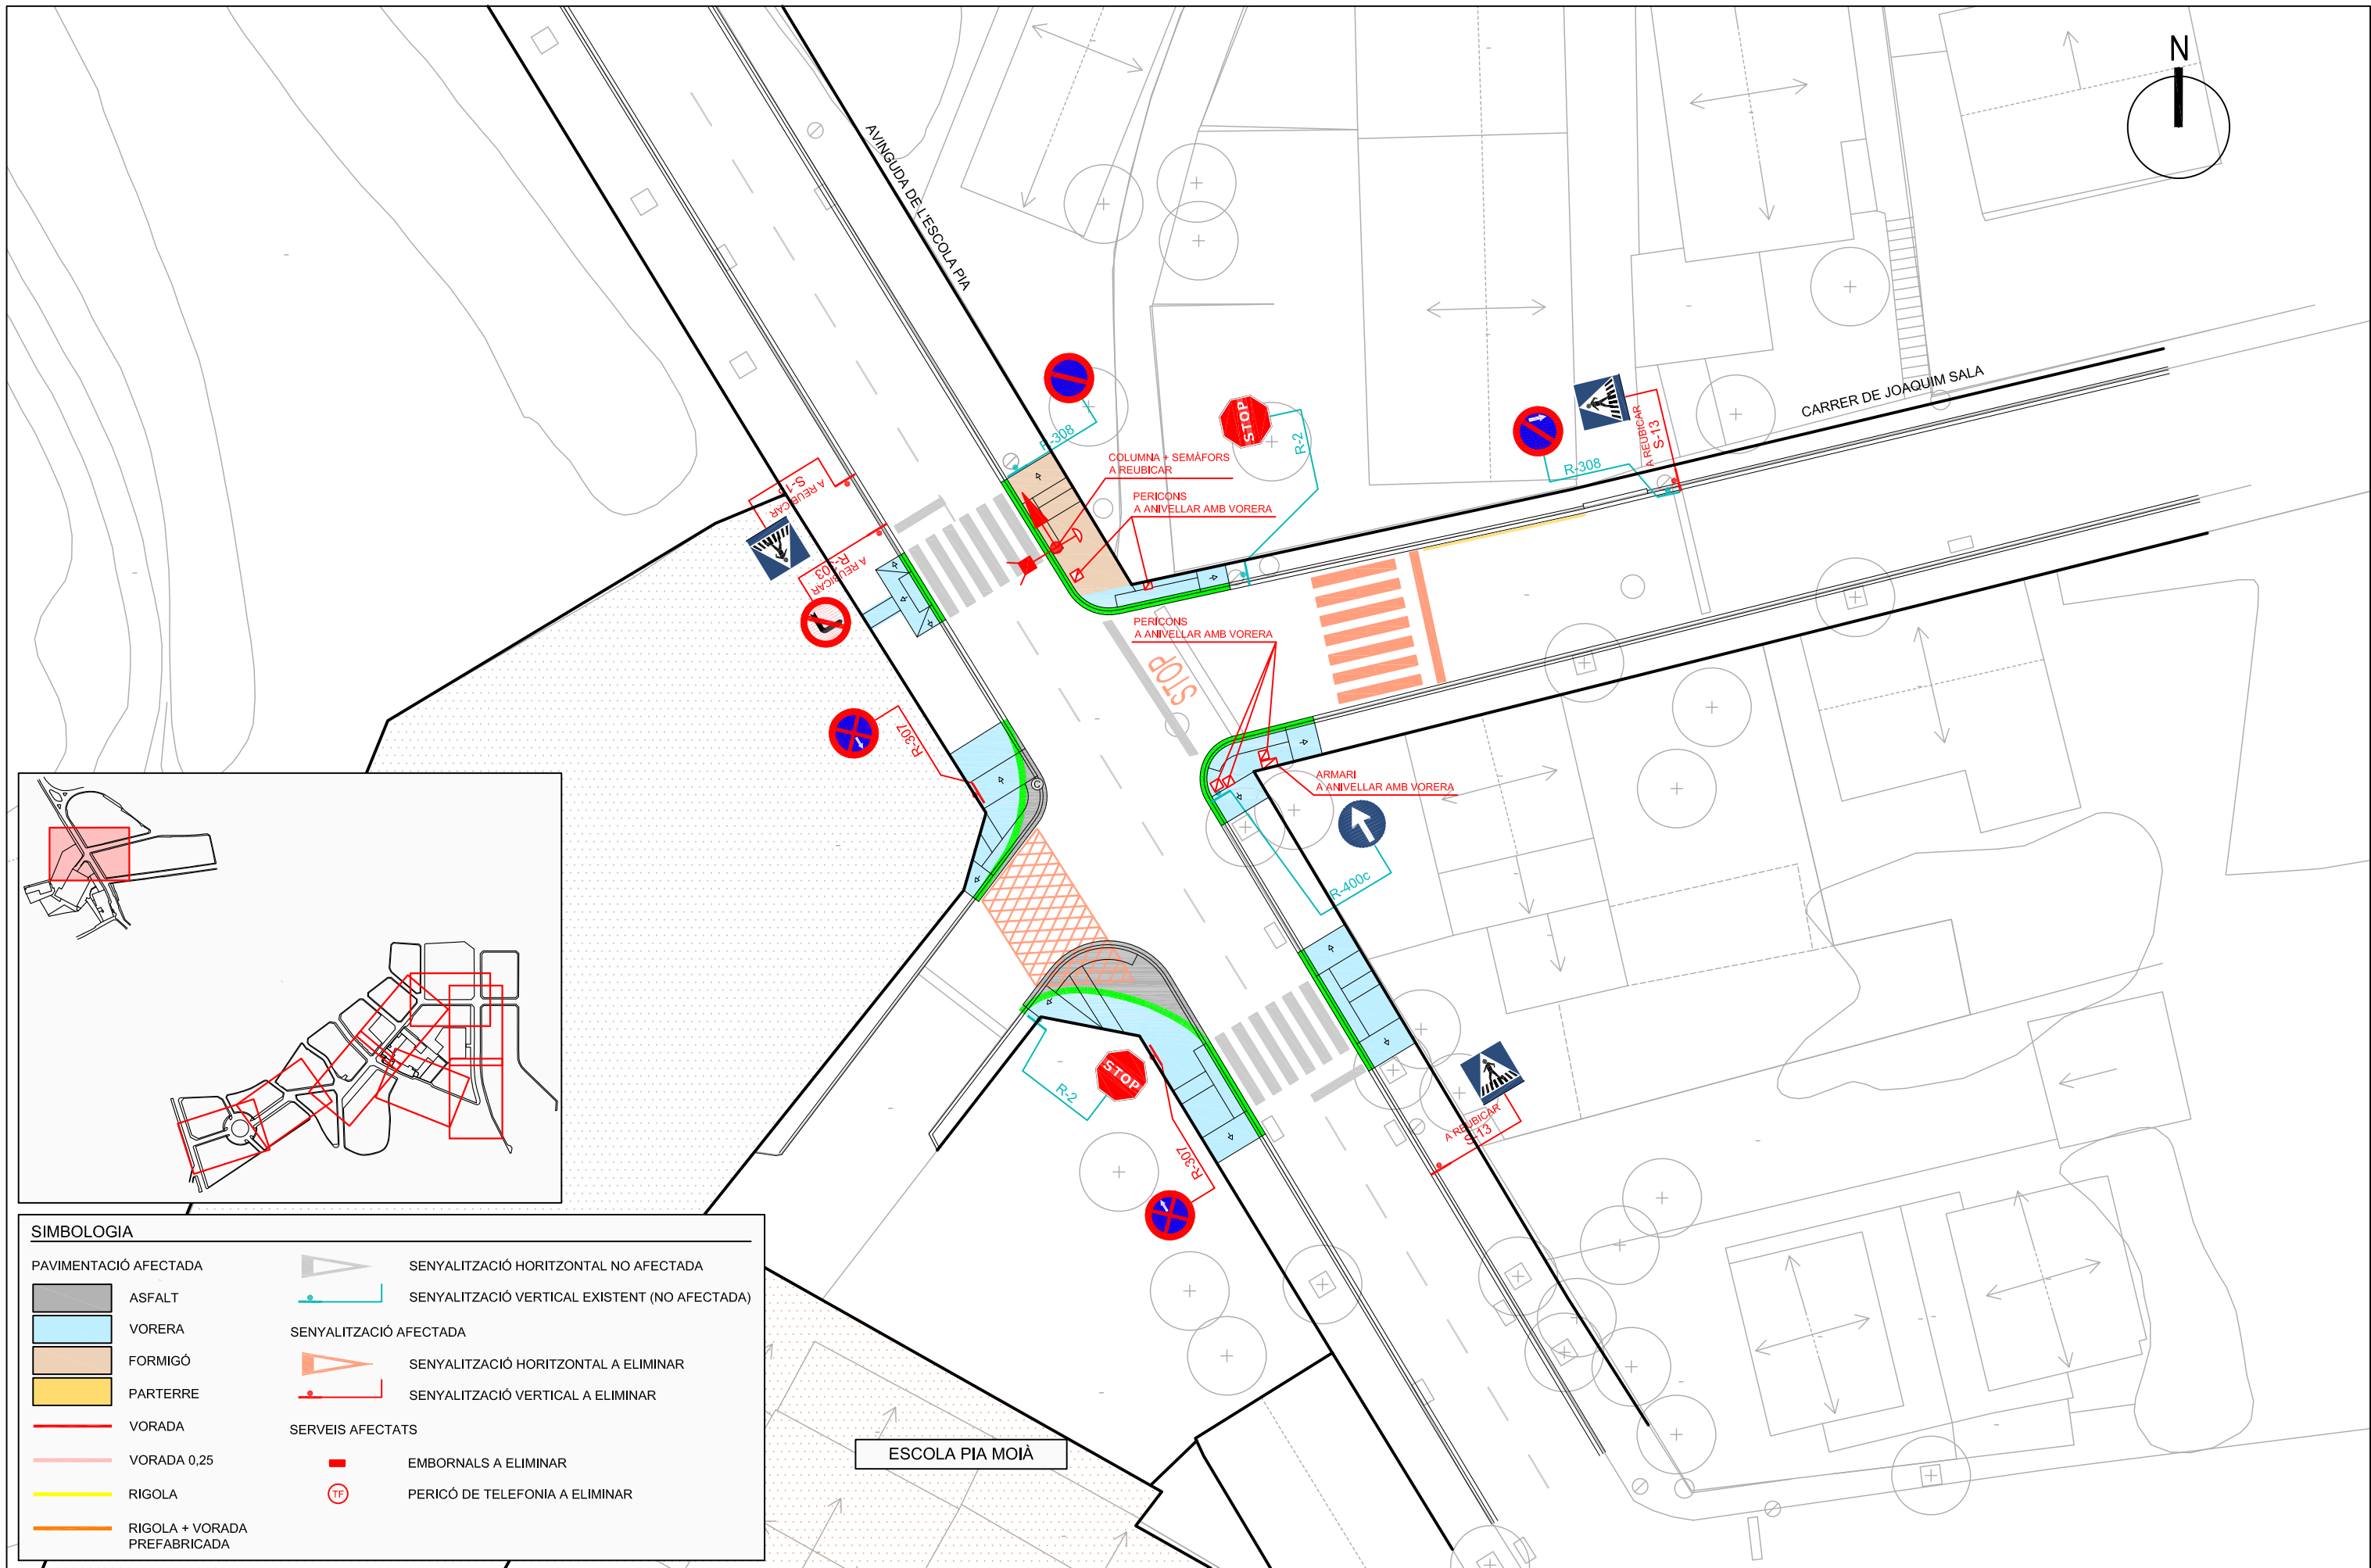 N
AVINGUDA DE L'ESCOLA PIA
CARRER DE JOAQUIM SALA
R-308
COLUMNA + SEMÀFORS
A REUBICAR
STOP
R-2
PERICONS
A ANIVELLAR AMB VORERA
R-308
A REUBICAR
S-13
S-13
A REUBICAR
R-303
A REUBICAR
PERICONS
A ANIVELLAR AMB VORERA
STOP
R-307
C
ARMARI
A ANIVELLAR AMB VORERA
R-400c
STOP
R-2
R-307
A REUBICAR
S-13
ESCOLA PIA MOIÀ
SIMBOLOGIA
PAVIMENTACIÓ AFECTADA
ASFALT
VORERA
FORMIGÓ
PARTERRE
VORADA
VORADA 0,25
RIGOLA
RIGOLA + VORADA
PREFABRICADA
SENYALITZACIÓ HORITZONTAL NO AFECTADA
SENYALITZACIÓ VERTICAL EXISTENT (NO AFECTADA)
SENYALITZACIÓ AFECTADA
SENYALITZACIÓ HORITZONTAL A ELIMINAR
SENYALITZACIÓ VERTICAL A ELIMINAR
SERVEIS AFECTATS
EMBORNALS A ELIMINAR
TF
PERICÓ DE TELEFONIA A ELIMINAR